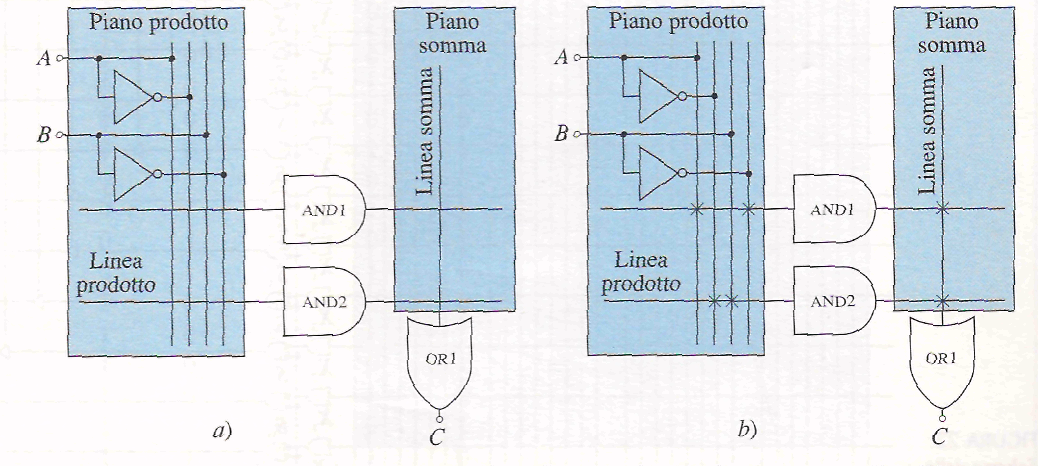 Piano prodotto
A
B
Linea
prodotto
AND1
AND2
Piano
somma
Linea somma
OR1
C
a)
Piano prodotto
A
B
Linea
prodotto
AND1
AND2
Piano
somma
Linea somma
OR1
C
b)